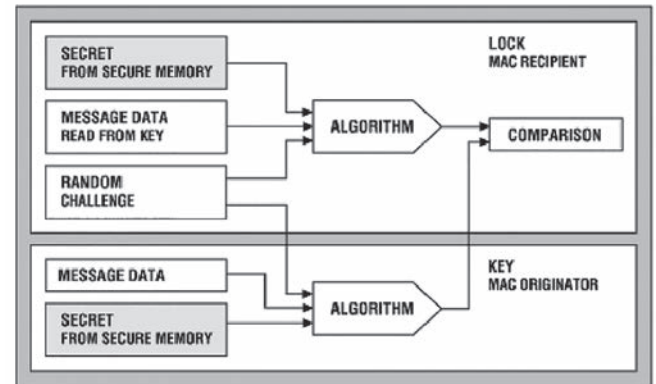 SECRET
FROM SECURE MEMORY
MESSAGE DATA
READ FROM KEY
RANDOM
CHALLENGE
ALGORITHM
LOCK
MAC RECIPIENT
COMPARISON
MESSAGE DATA
SECRET
FROM SECURE MEMORY
ALGORITHM
KEY
MAC ORIGINATOR